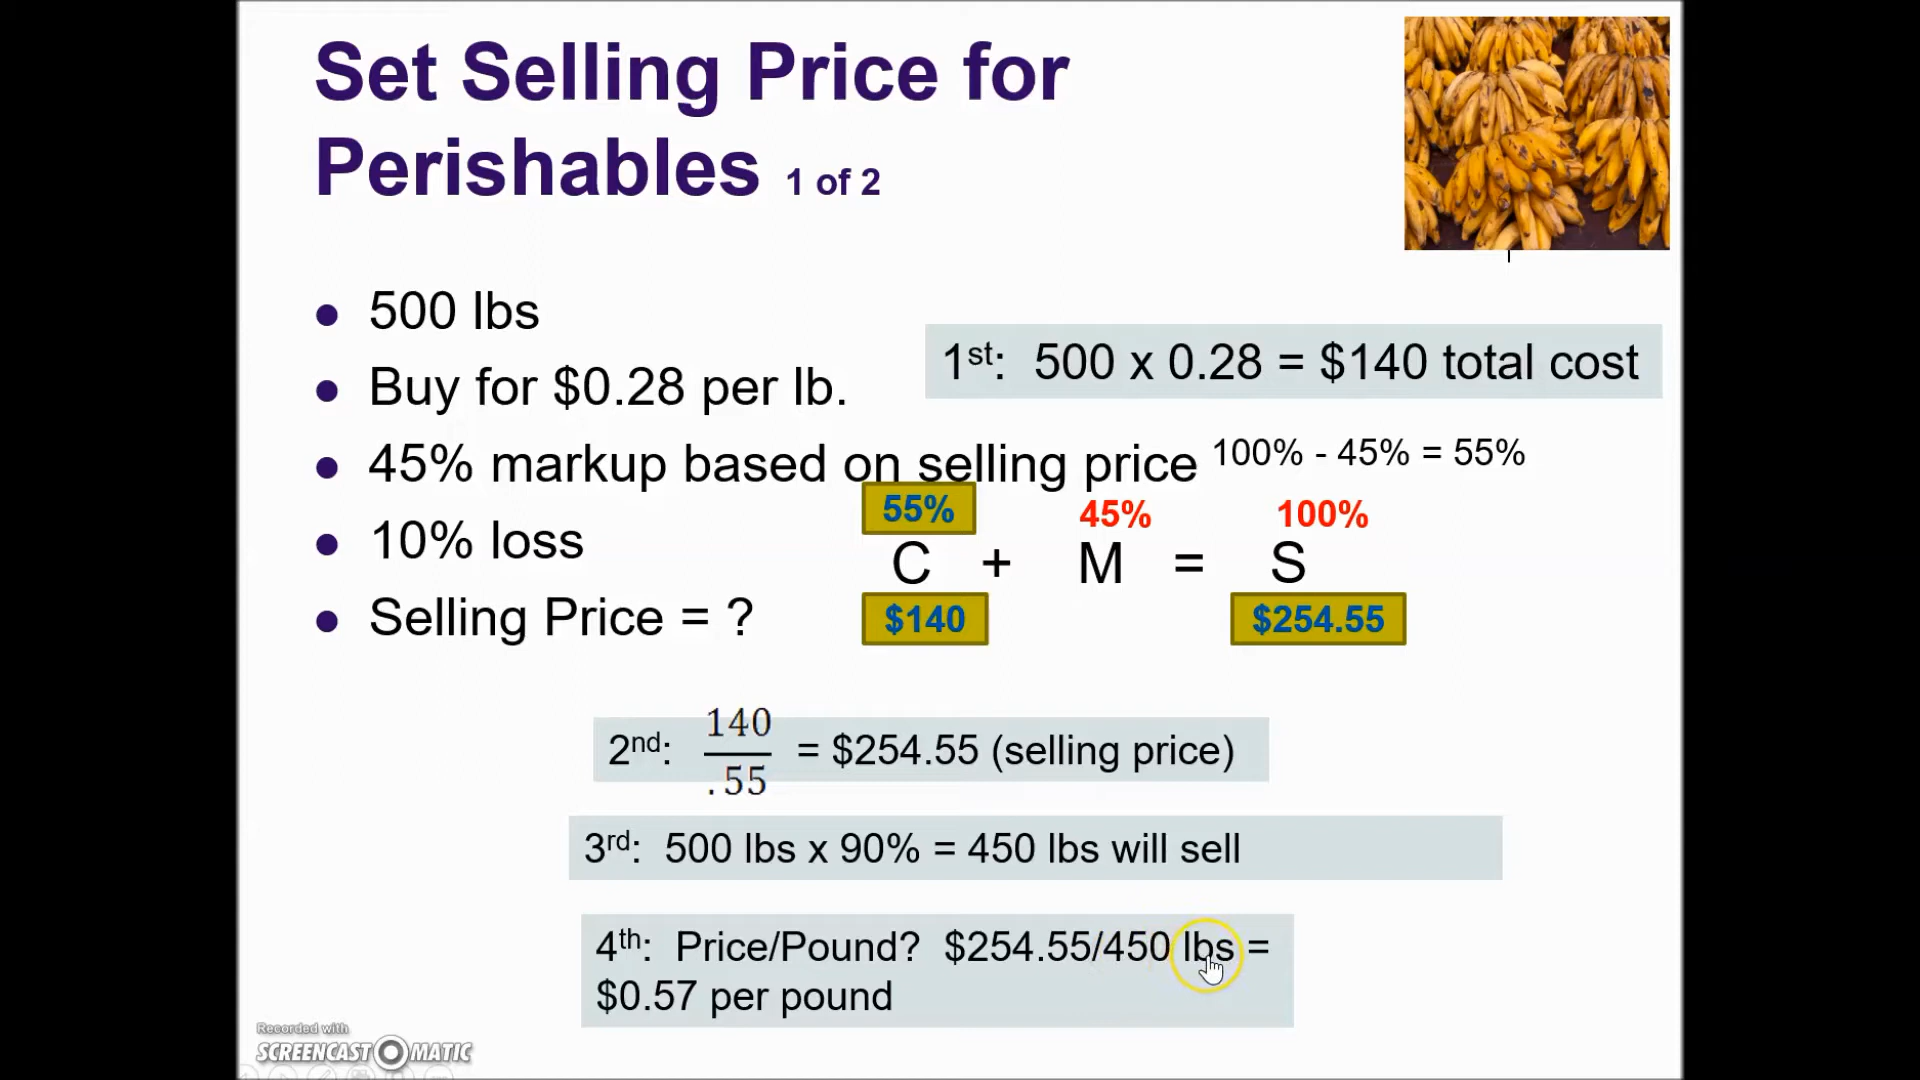 Set Selling Price for
Perishables 1 of 2
500 lbs
Buy for $0.28 per lb.
1st: 500 x 0.28 = $140 total cost
45% markup based on selling price 100% - 45% = 55%
55% 45% 100%
10% loss
C + M = S
Selling Price = ?
$140 $254.55
2nd: 140/.55 = $254.55 (selling price)
3rd: 500 lbs x 90% = 450 lbs will sell
4th: Price/Pound? $254.55/450 lbs =
$0.57 per pound
Recorded with
SCREENCAST MATIC